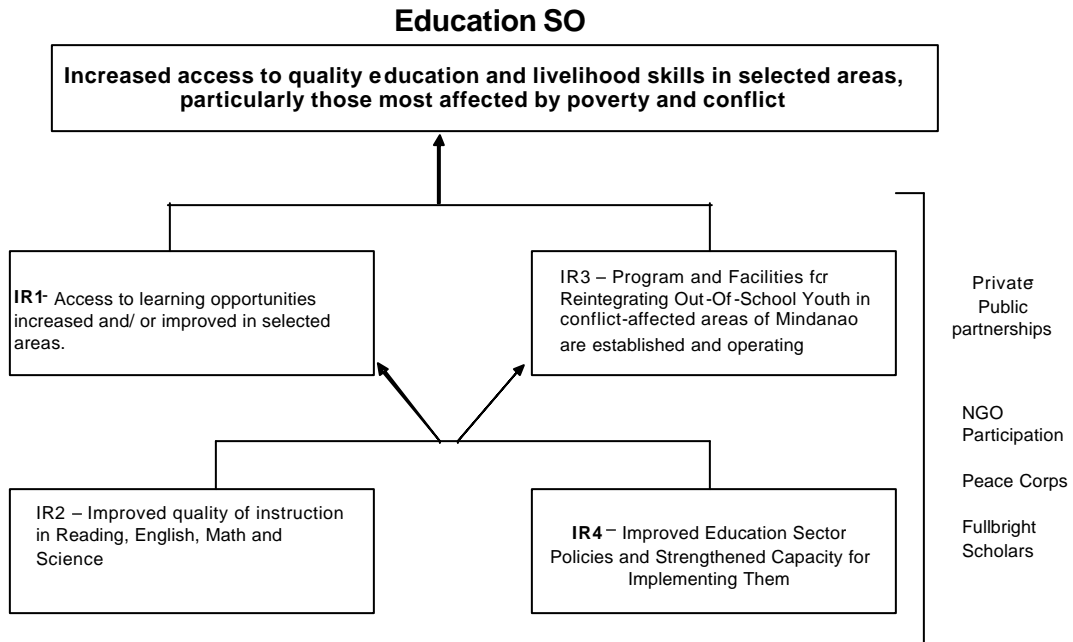 Education SO
Increased access to quality education and livelihood skills in selected areas,
particularly those most affected by poverty and conflict
IR1- Access to learning opportunities
increased and/ or improved in selected
areas.
IR3 – Program and Facilities for
Reintegrating Out-Of-School Youth in
conflict-affected areas of Mindanao
are established and operating
IR2 – Improved quality of instruction
in Reading, English, Math and
Science
IR4 – Improved Education Sector
Policies and Strengthened Capacity for
Implementing Them
Private-
Public
partnerships
NGO
Participation
Peace Corps
Fullbright
Scholars